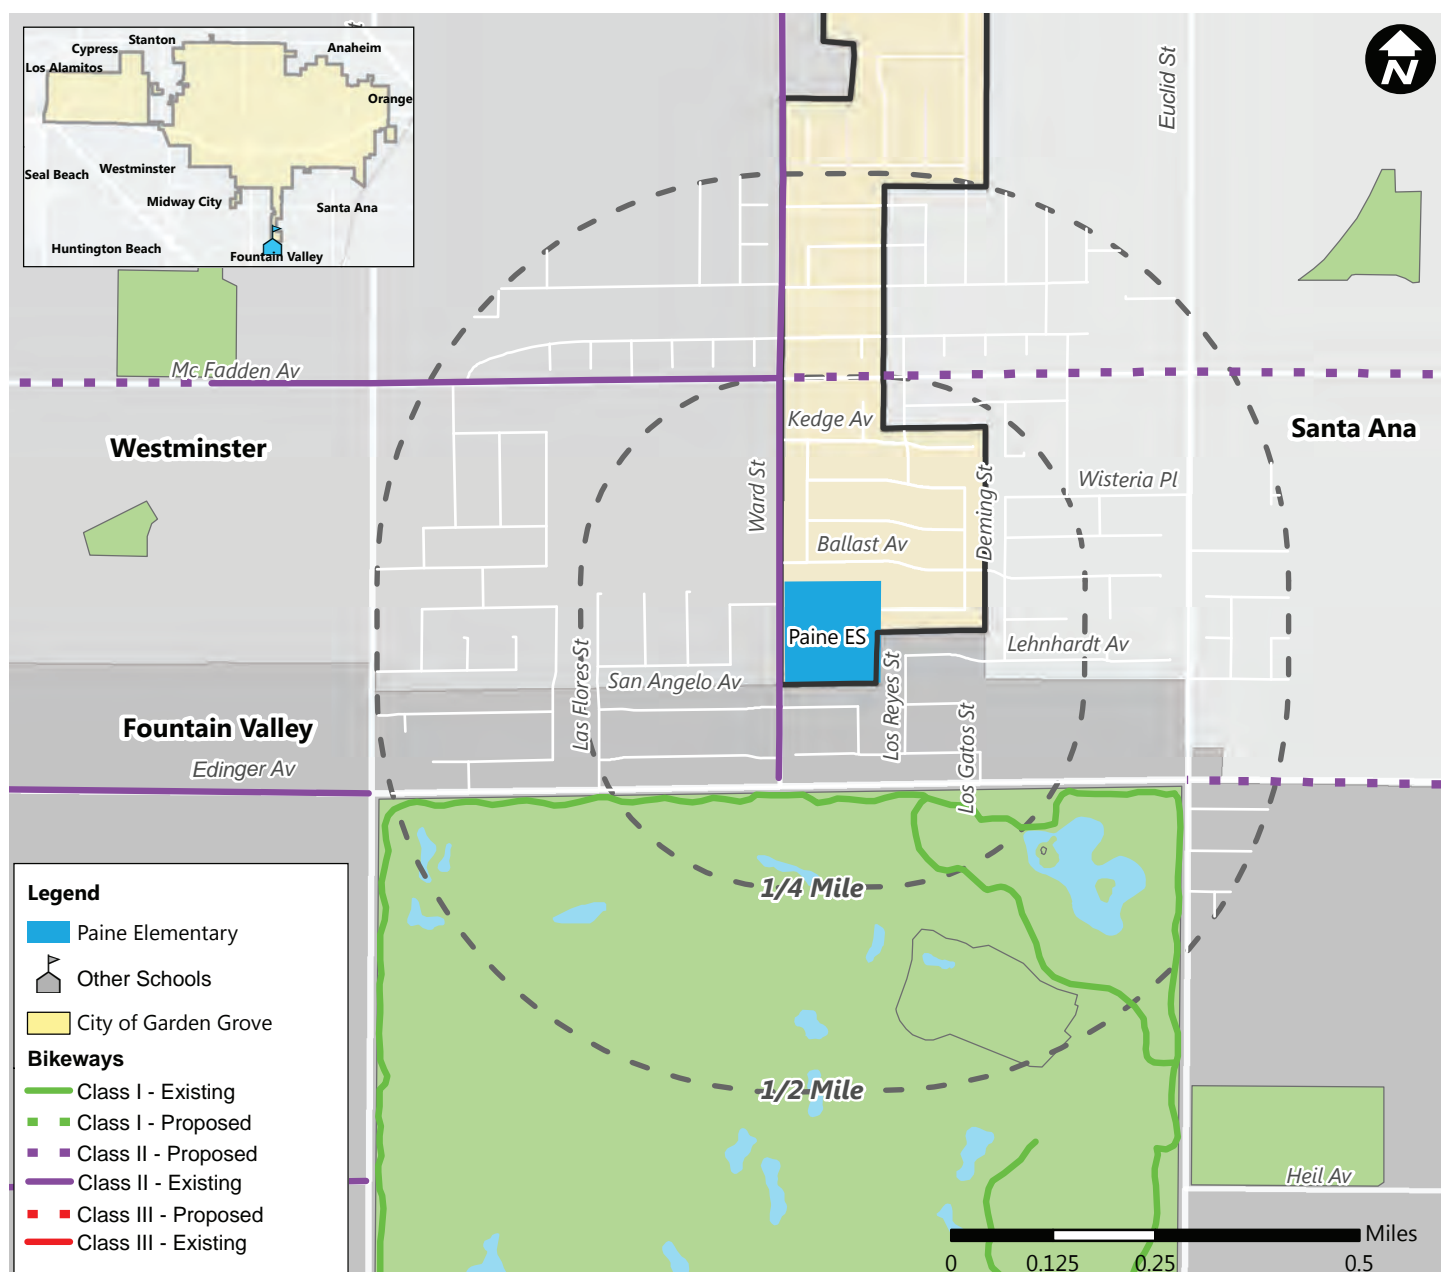 Stanton
Cypress
Anaheim
Los Alamitos
Orange
Westminster
Seal Beach
Midway City
Santa Ana
Huntington Beach
Fountain Valley
Euclid St
N
Mc Fadden Av
Westminster
Kedge Av
Santa Ana
Ward St
Deming St
Wisteria Pl
Ballast Av
Paine ES
Lehnhardt Av
Las Flores St
San Angelo Av
Los Reyes St
Los Gatos St
Fountain Valley
Edinger Av
1/4 Mile
1/2 Mile
Heil Av
Legend
Paine Elementary
Other Schools
City of Garden Grove
Bikeways
Class I - Existing
Class I - Proposed
Class II - Proposed
Class II - Existing
Class III - Proposed
Class III - Existing
Miles
0 0.125 0.25 0.5